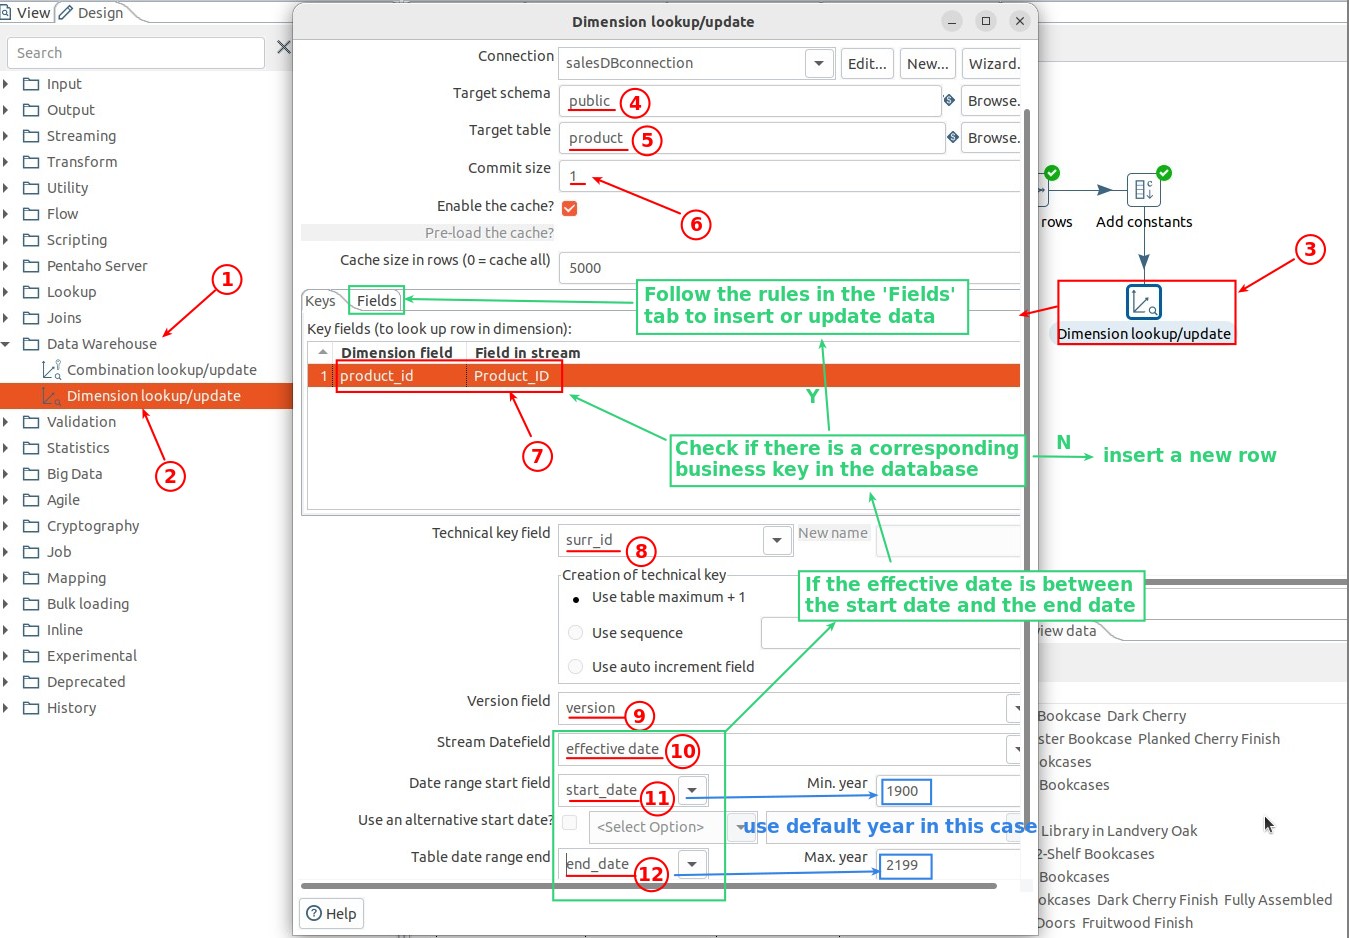 View
Design
Search
Input
Output
Streaming
Transform
Utility
Flow
Scripting
Pentaho Server
Lookup
Joins
Data Warehouse
Combination lookup/update
Dimension lookup/update
Validation
Statistics
Big Data
Agile
Cryptography
Job
Mapping
Bulk loading
Inline
Experimental
Deprecated
History
1
2
Dimension lookup/update
Connection salesDBconnection Edit... New... Wizard.
Target schema public 4 Browse.
Target table product 5 Browse.
Commit size 1
6
Enable the cache?
Pre-load the cache?
Cache size in rows (0 = cache all) 5000
Keys Fields
Follow the rules in the 'Fields'
tab to insert or update data
Key fields (to look up row in dimension):
Dimension field Field in stream
1 product_id Product_ID
7
Y
Check if there is a corresponding
business key in the database
N
insert a new row
Technical key field surr_id 8 New name
Creation of technical key
Use table maximum + 1
Use sequence
Use auto increment field
If the effective date is between
the start date and the end date
Version field version 9
Stream Datefield effective date 10
Date range start field start_date 11 Min. year 1900
Use an alternative start date? <Select Option>
use default year in this case
Table date range end end_date 12 Max. year 2199
Help
rows
Add constants
3
Dimension lookup/update
view data
Bookcase Dark Cherry
Bookcase Planked Cherry Finish
Bookcases
Library in Landvery Oak
2-Shelf Bookcases
Bookcases
Dark Cherry Finish Fully Assembled
Doors Fruitwood Finish